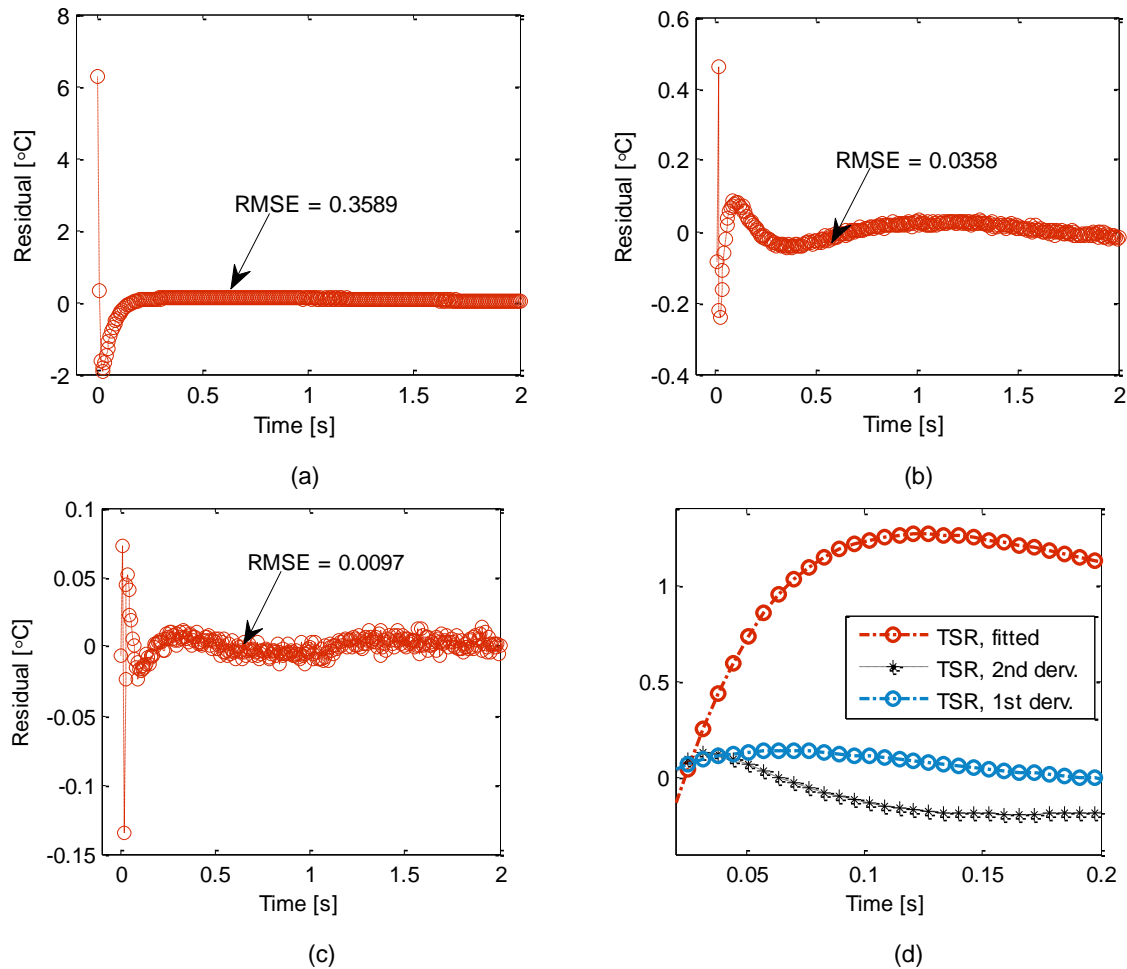 8
6
4
2
0
-2
Residual [°C]
RMSE = 0.3589
0
0.5
1
1.5
2
Time [s]
(a)
0.6
0.4
0.2
0
-0.2
-0.4
Residual [°C]
RMSE = 0.0358
0
0.5
1
1.5
2
Time [s]
(b)
0.1
0.05
0
-0.05
-0.1
-0.15
Residual [°C]
RMSE = 0.0097
0
0.5
1
1.5
2
Time [s]
(c)
1
0.5
0
TSR, fitted
TSR, 2nd derv.
TSR, 1st derv.
0.05
0.1
0.15
0.2
Time [s]
(d)